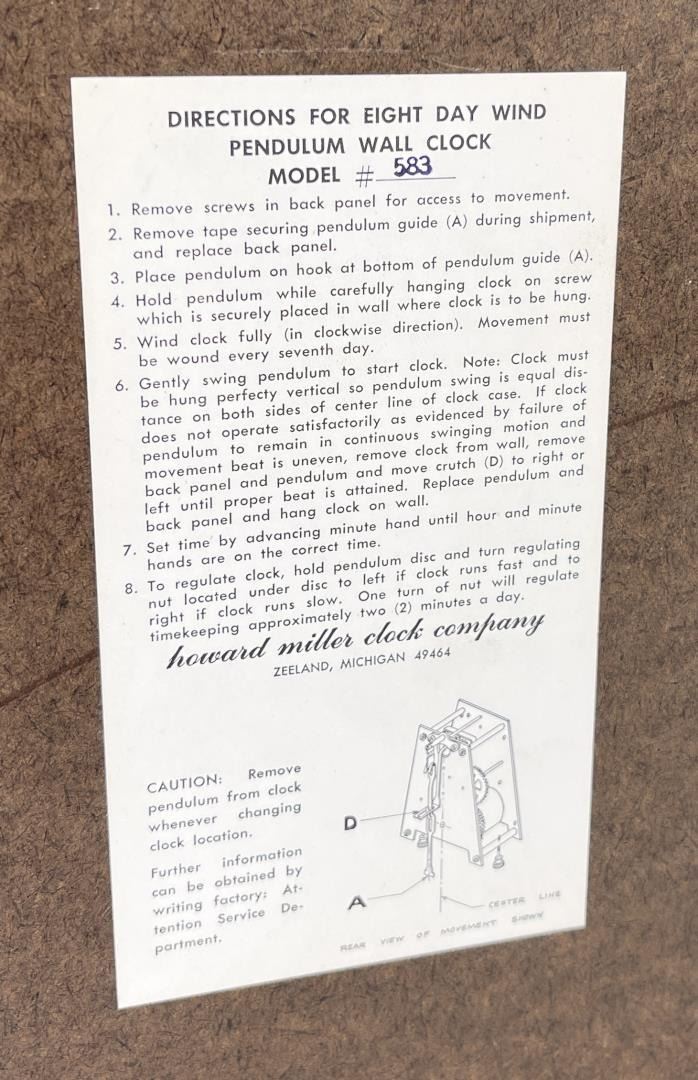 DIRECTIONS FOR EIGHT DAY WIND
PENDULUM WALL CLOCK
MODEL # 583
1. Remove screws in back panel for access to movement.
2. Remove tape securing pendulum guide (A) during shipment,
and replace back panel.
3. Place pendulum on hook at bottom of pendulum guide (A).
4. Hold pendulum while carefully hanging clock on screw
which is securely placed in wall where clock is to be hung.
5. Wind clock fully (in clockwise direction). Movement must
be wound every seventh day.
6. Gently swing pendulum to start clock. Note: Clock must
be hung perfecty vertical so pendulum swing is equal dis-
tance on both sides of center line of clock case. If clock
does not operate satisfactorily as evidenced by failure of
pendulum to remain in continuous swinging motion and
movement beat is uneven, remove clock from wall, remove
back panel and pendulum and move crutch (D) to right or
left until proper beat is attained. Replace pendulum and
back panel and hang clock on wall.
7. Set time by advancing minute hand until hour and minute
hands are on the correct time.
8. To regulate clock, hold pendulum disc and turn regulating
nut located under disc to left if clock runs fast and to
right if clock runs slow. One turn of nut will regulate
timekeeping approximately two (2) minutes a day.
howard miller clock company
ZEELAND, MICHIGAN 49464
CAUTION: Remove
pendulum from clock
whenever changing
clock location.
Further information
can be obtained by
writing factory: At-
tention Service De-
partment.
D
A
CENTER LINE
REAR VIEW OF MOVEMENT SHOWN